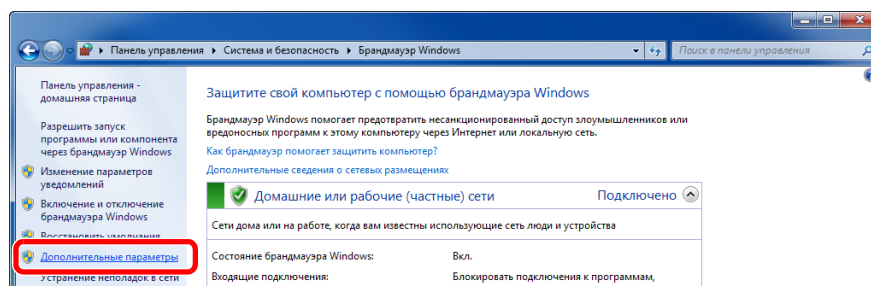 Панель управления ▸ Система и безопасность ▸ Брандмауэр Windows
Поиск в панели управления
Панель управления -
домашняя страница
Разрешить запуск
программы или компонента
через брандмауэр Windows
Изменение параметров
уведомлений
Включение и отключение
брандмауэра Windows
Восстановить умолчания
Дополнительные параметры
Устранение неполадок в сети
Защитите свой компьютер с помощью брандмауэра Windows
Брандмауэр Windows помогает предотвратить несанкционированный доступ злоумышленников или
вредоносных программ к этому компьютеру через Интернет или локальную сеть.
Как брандмауэр помогает защитить компьютер?
Дополнительные сведения о сетевых размещениях
Домашние или рабочие (частные) сети Подключено
Сети дома или на работе, когда вам известны использующие сеть люди и устройства
Состояние брандмауэра Windows: Вкл.
Входящие подключения: Блокировать подключения к программам,